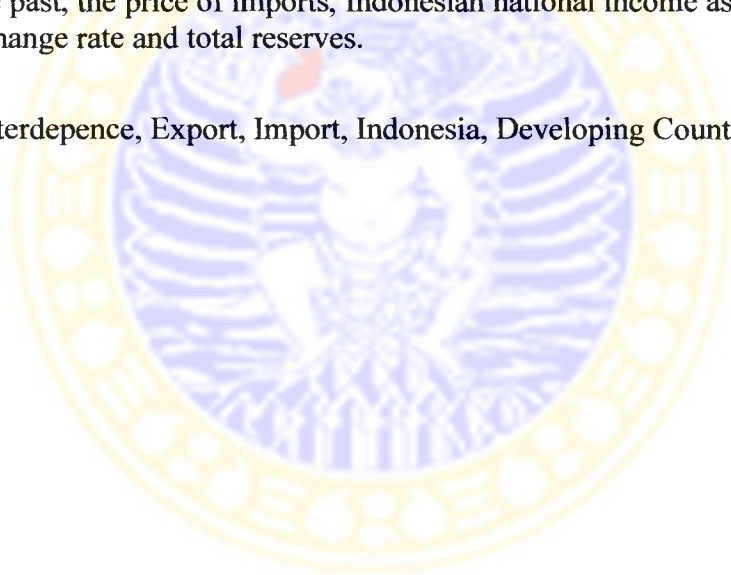 past, the price of imports, Indonesian national income as
hange rate and total reserves.
terdepence, Export, Import, Indonesia, Developing Count